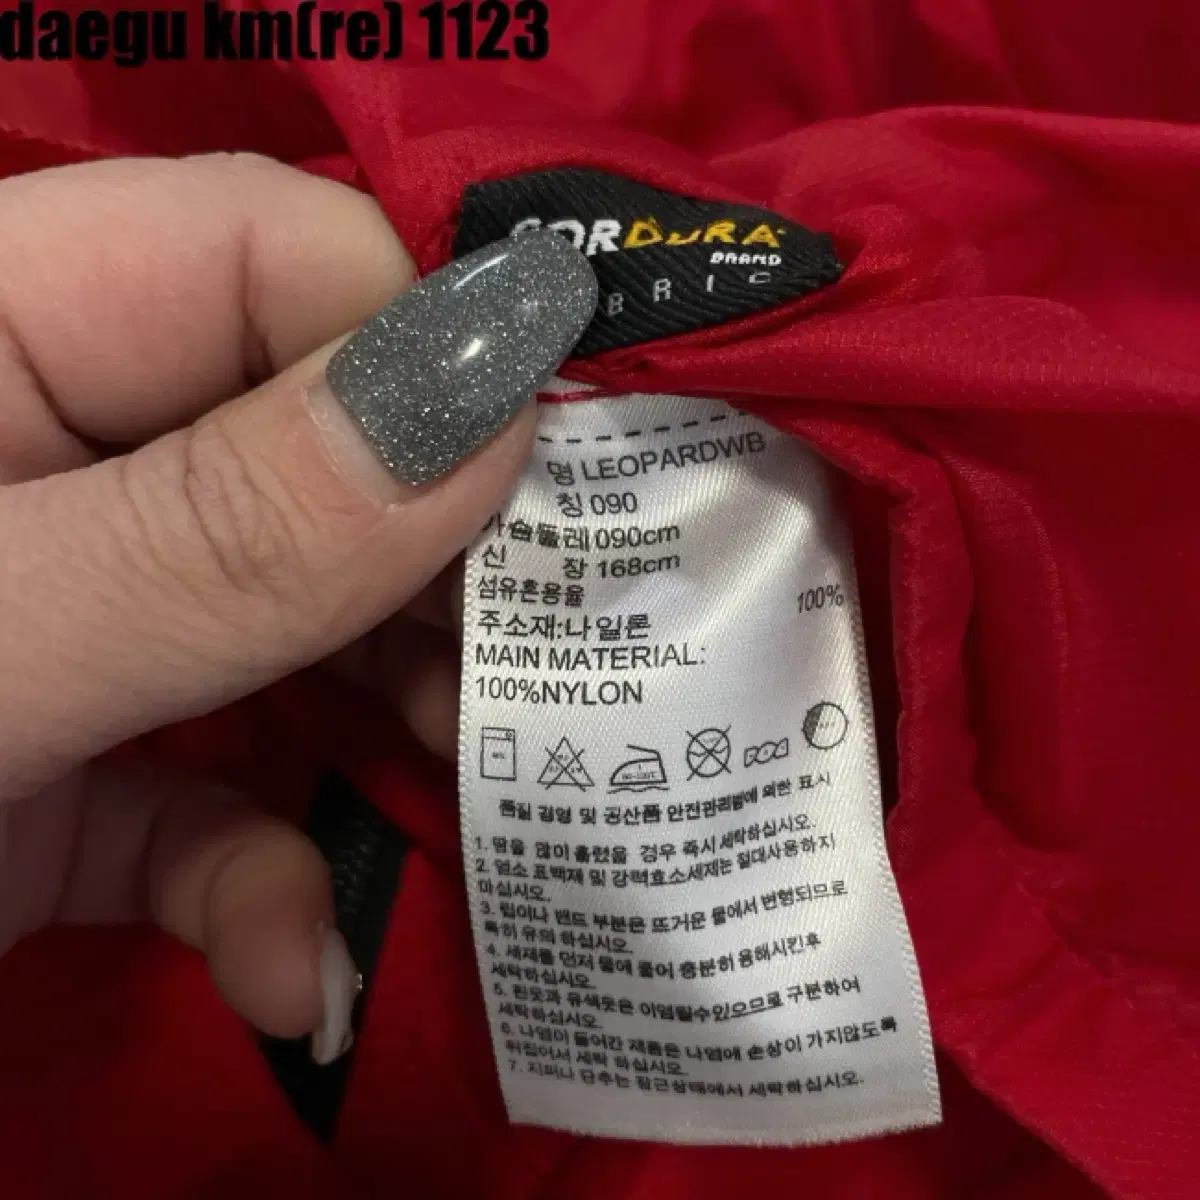 daegu km(re) 1123
CORDURA
BRAND
BRIC
명 LEOPARDWB
칭 090
가슴둘레 090cm
신 장 168cm
섬유혼용율
100%
주소재:나일론
MAIN MATERIAL:
100%NYLON
품질 경영 및 공산품 안전관리법에 의한 표시
1. 땀을 많이 흘렸을 경우 즉시 세탁하십시오.
2. 염소 표백재 및 강력효소세제는 절대사용하지
마십시오.
3. 립이나 밴드 부분은 뜨거운 물에서 변형되므로
특히 유의 하십시오.
4. 세재를 먼저 물에 풀어 충분히 용해시킨후
세탁하십시오.
5. 흰옷과 유색옷은 이염될수있으므로 구분하여
세탁하십시오.
6. 나염이 들어간 제품은 나염에 손상이 가지않도록
뒤집어서 세탁 하십시오.
7. 지퍼나 단추는 잠근상태에서 세탁하십시오.